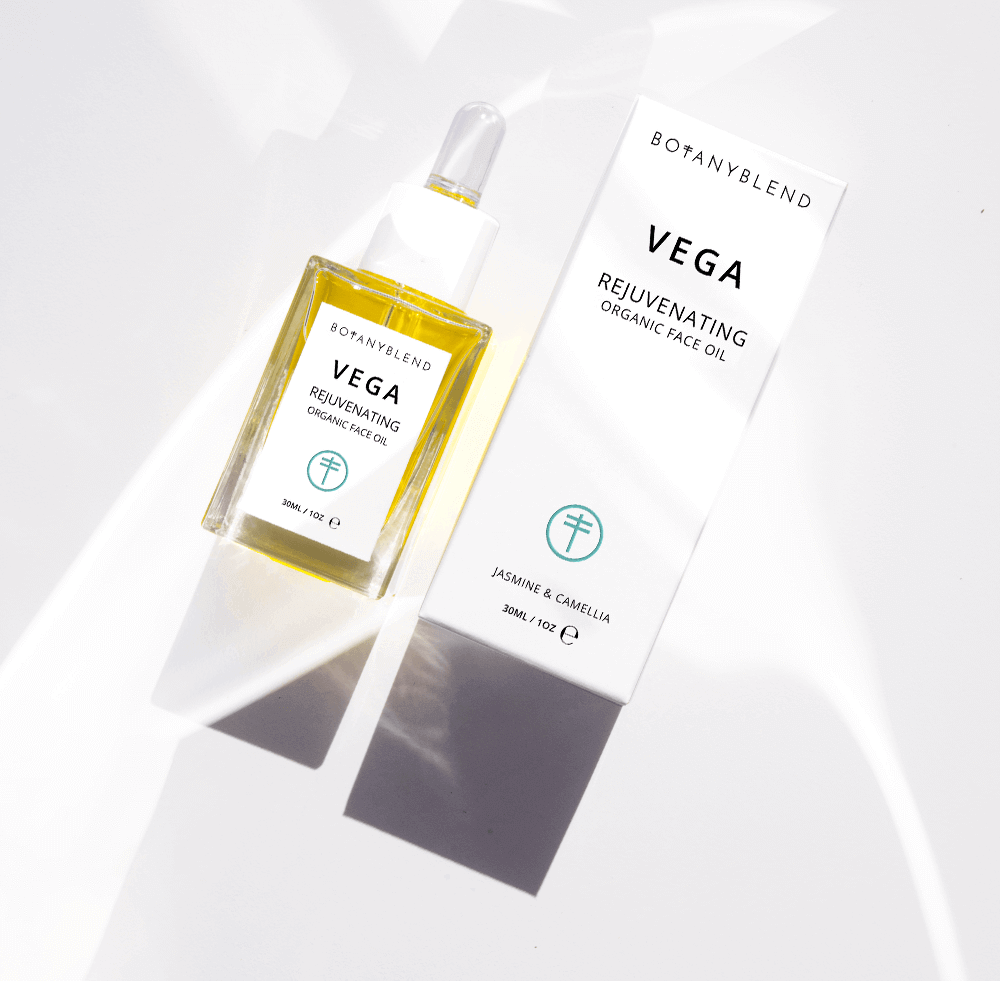 BOTANYBLEND
VEGA
REJUVENATING
ORGANIC FACE OIL
30ML / 1OZ ℮
BOTANYBLEND
VEGA
REJUVENATING
ORGANIC FACE OIL
JASMINE & CAMELLIA
30ML / 1OZ ℮